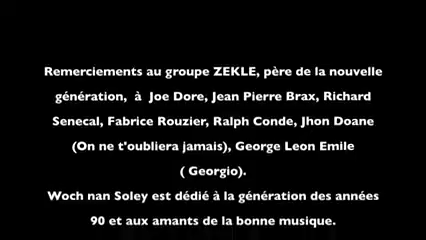 Remerciements au groupe ZEKLE, père de la nouvelle
génération, à Joe Dore, Jean Pierre Brax, Richard
Senecal, Fabrice Rouzier, Ralph Conde, Jhon Doane
(On ne t'oubliera jamais), George Leon Emile
( Georgio).
Woch nan Soley est dédié à la génération des années
90 et aux amants de la bonne musique.